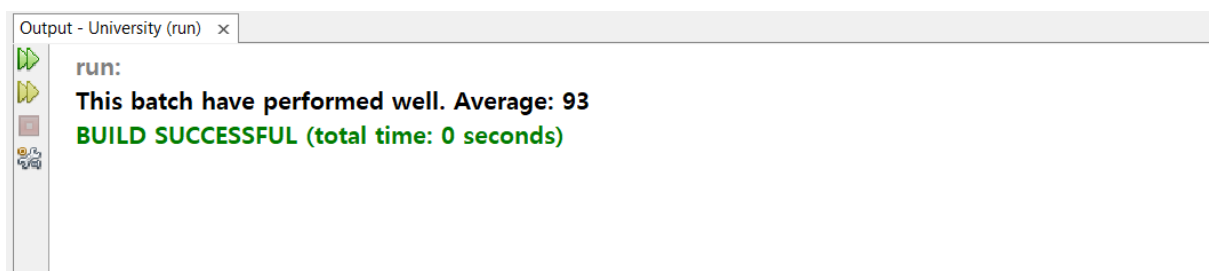 Output - University (run) x
run:
This batch have performed well. Average: 93
BUILD SUCCESSFUL (total time: 0 seconds)